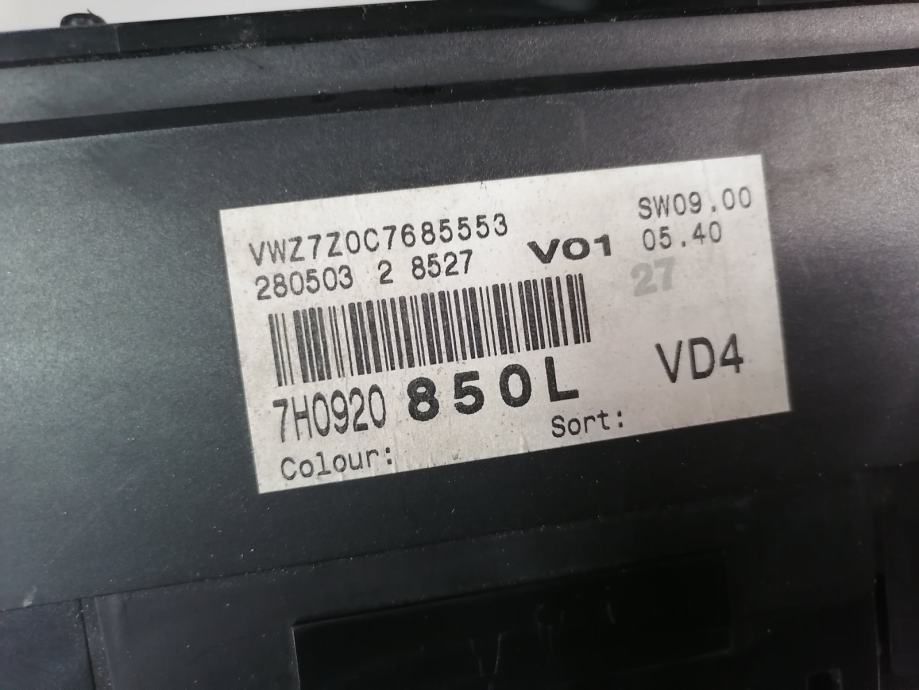 VWZ7Z0C7685553
280503 2 8527
V01
SW09.00
05.40
27
7H0920 850L
VD4
Colour:
Sort: